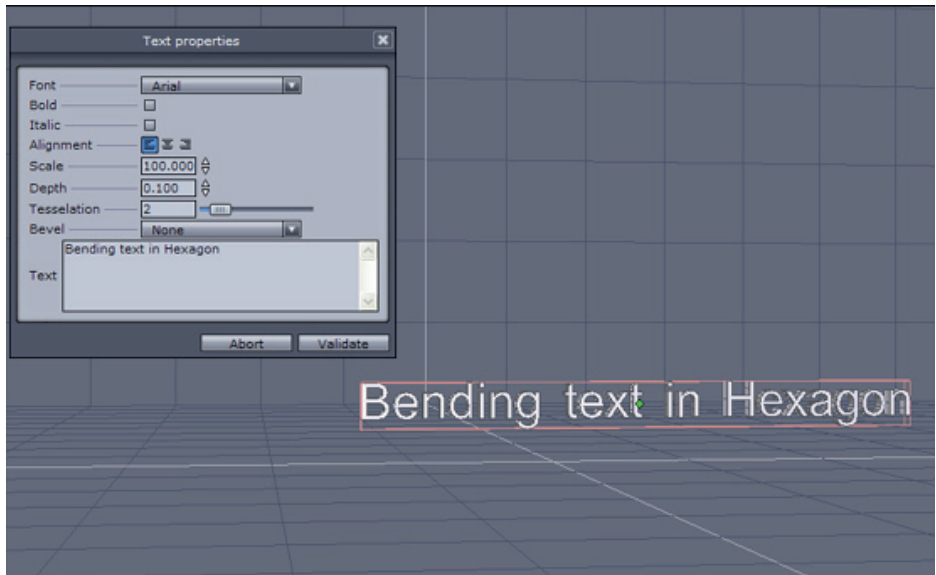 Text properties
Font Arial
Bold
Italic
Alignment
Scale 100.000
Depth 0.100
Tesselation 2
Bevel None
Text Bending text in Hexagon
Abort Validate
Bending text in Hexagon